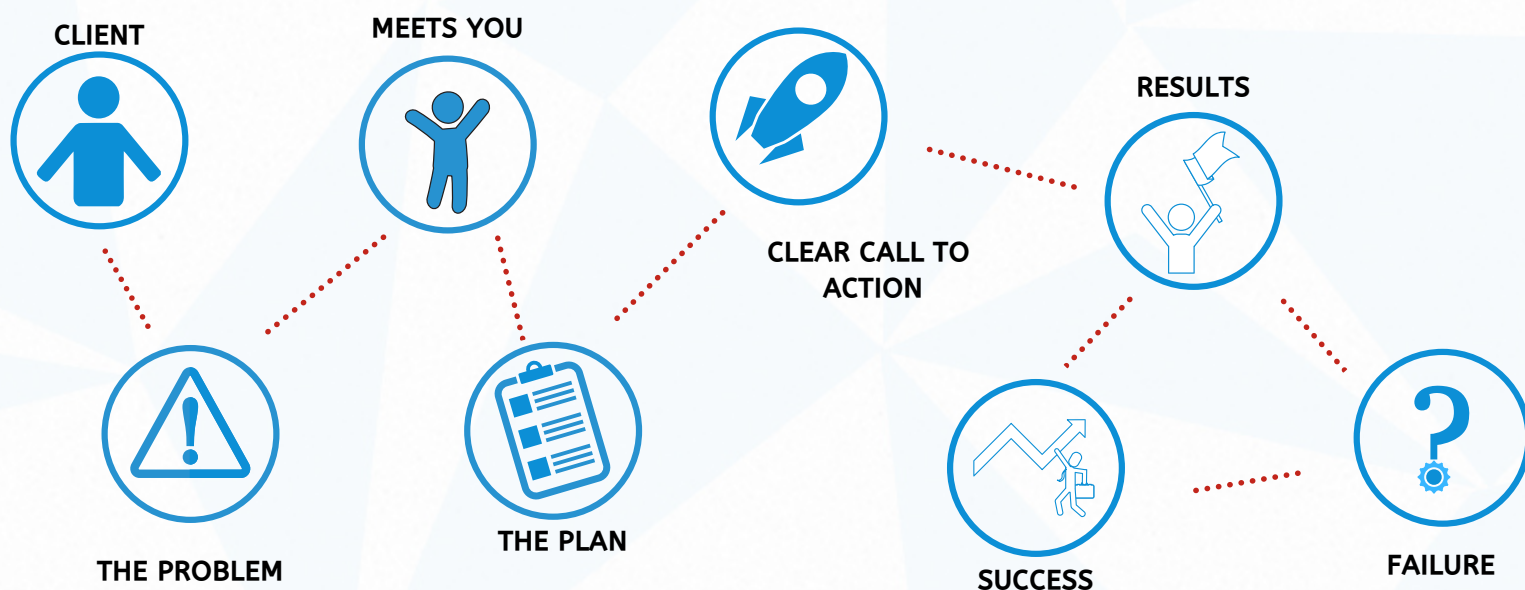 CLIENT
THE PROBLEM
MEETS YOU
THE PLAN
CLEAR CALL TO
ACTION
RESULTS
SUCCESS
FAILURE